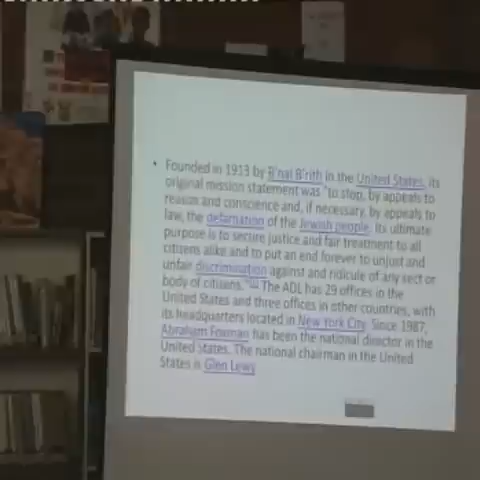 • Founded in 1913 by B'nai B'rith in the United States, its
original mission statement was "to stop, by appeals to
reason and conscience and, if necessary, by appeals to
law, the defamation of the Jewish people. Its ultimate
purpose is to secure justice and fair treatment to all
citizens alike and to put an end forever to unjust and
unfair discrimination against and ridicule of any sect or
body of citizens." The ADL has 29 offices in the
United States and three offices in other countries, with
its headquarters located in New York City. Since 1987,
Abraham Foxman has been the national director in the
United States. The national chairman in the United
States is Glen Lewy